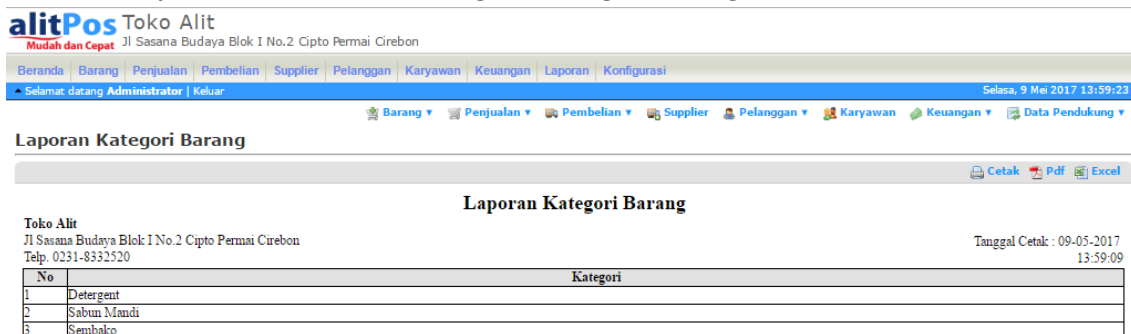 alitPos Toko Alit
Mudah dan Cepat Jl Sasana Budaya Blok I No.2 Cipto Permai Cirebon
Beranda Barang Penjualan Pembelian Supplier Pelanggan Karyawan Keuangan Laporan Konfigurasi
Selamat datang Administrator | Keluar Selasa, 9 Mei 2017 13:59:23
Barang Penjualan Pembelian Supplier Pelanggan Karyawan Keuangan Data Pendukung
Laporan Kategori Barang
Cetak Pdf Excel
Laporan Kategori Barang
Toko Alit
Jl Sasana Budaya Blok I No.2 Cipto Permai Cirebon Tanggal Cetak : 09-05-2017
Telp. 0231-8332520 13:59:09
No Kategori
1 Detergent
2 Sabun Mandi
3 Sembako